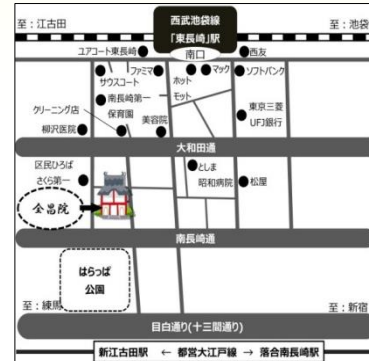 至：江古田
西武池袋線
「東長崎」駅
至：池袋
南口
ユアコート東長崎
西友
ファミマ
マック
ソフトバンク
サウスコート
ホット
モット
南長崎第一
保育園
クリーニング店
美容院
東京三菱
UFJ銀行
柳沢医院
大和田通
区民ひろば
さくら第一
としま
昭和病院
松屋
金昌院
南長崎通
はらっぱ
公園
至：練馬
至：新宿
目白通り(十三間通り)
新江古田駅 ← 都営大江戸線 → 落合南長崎駅